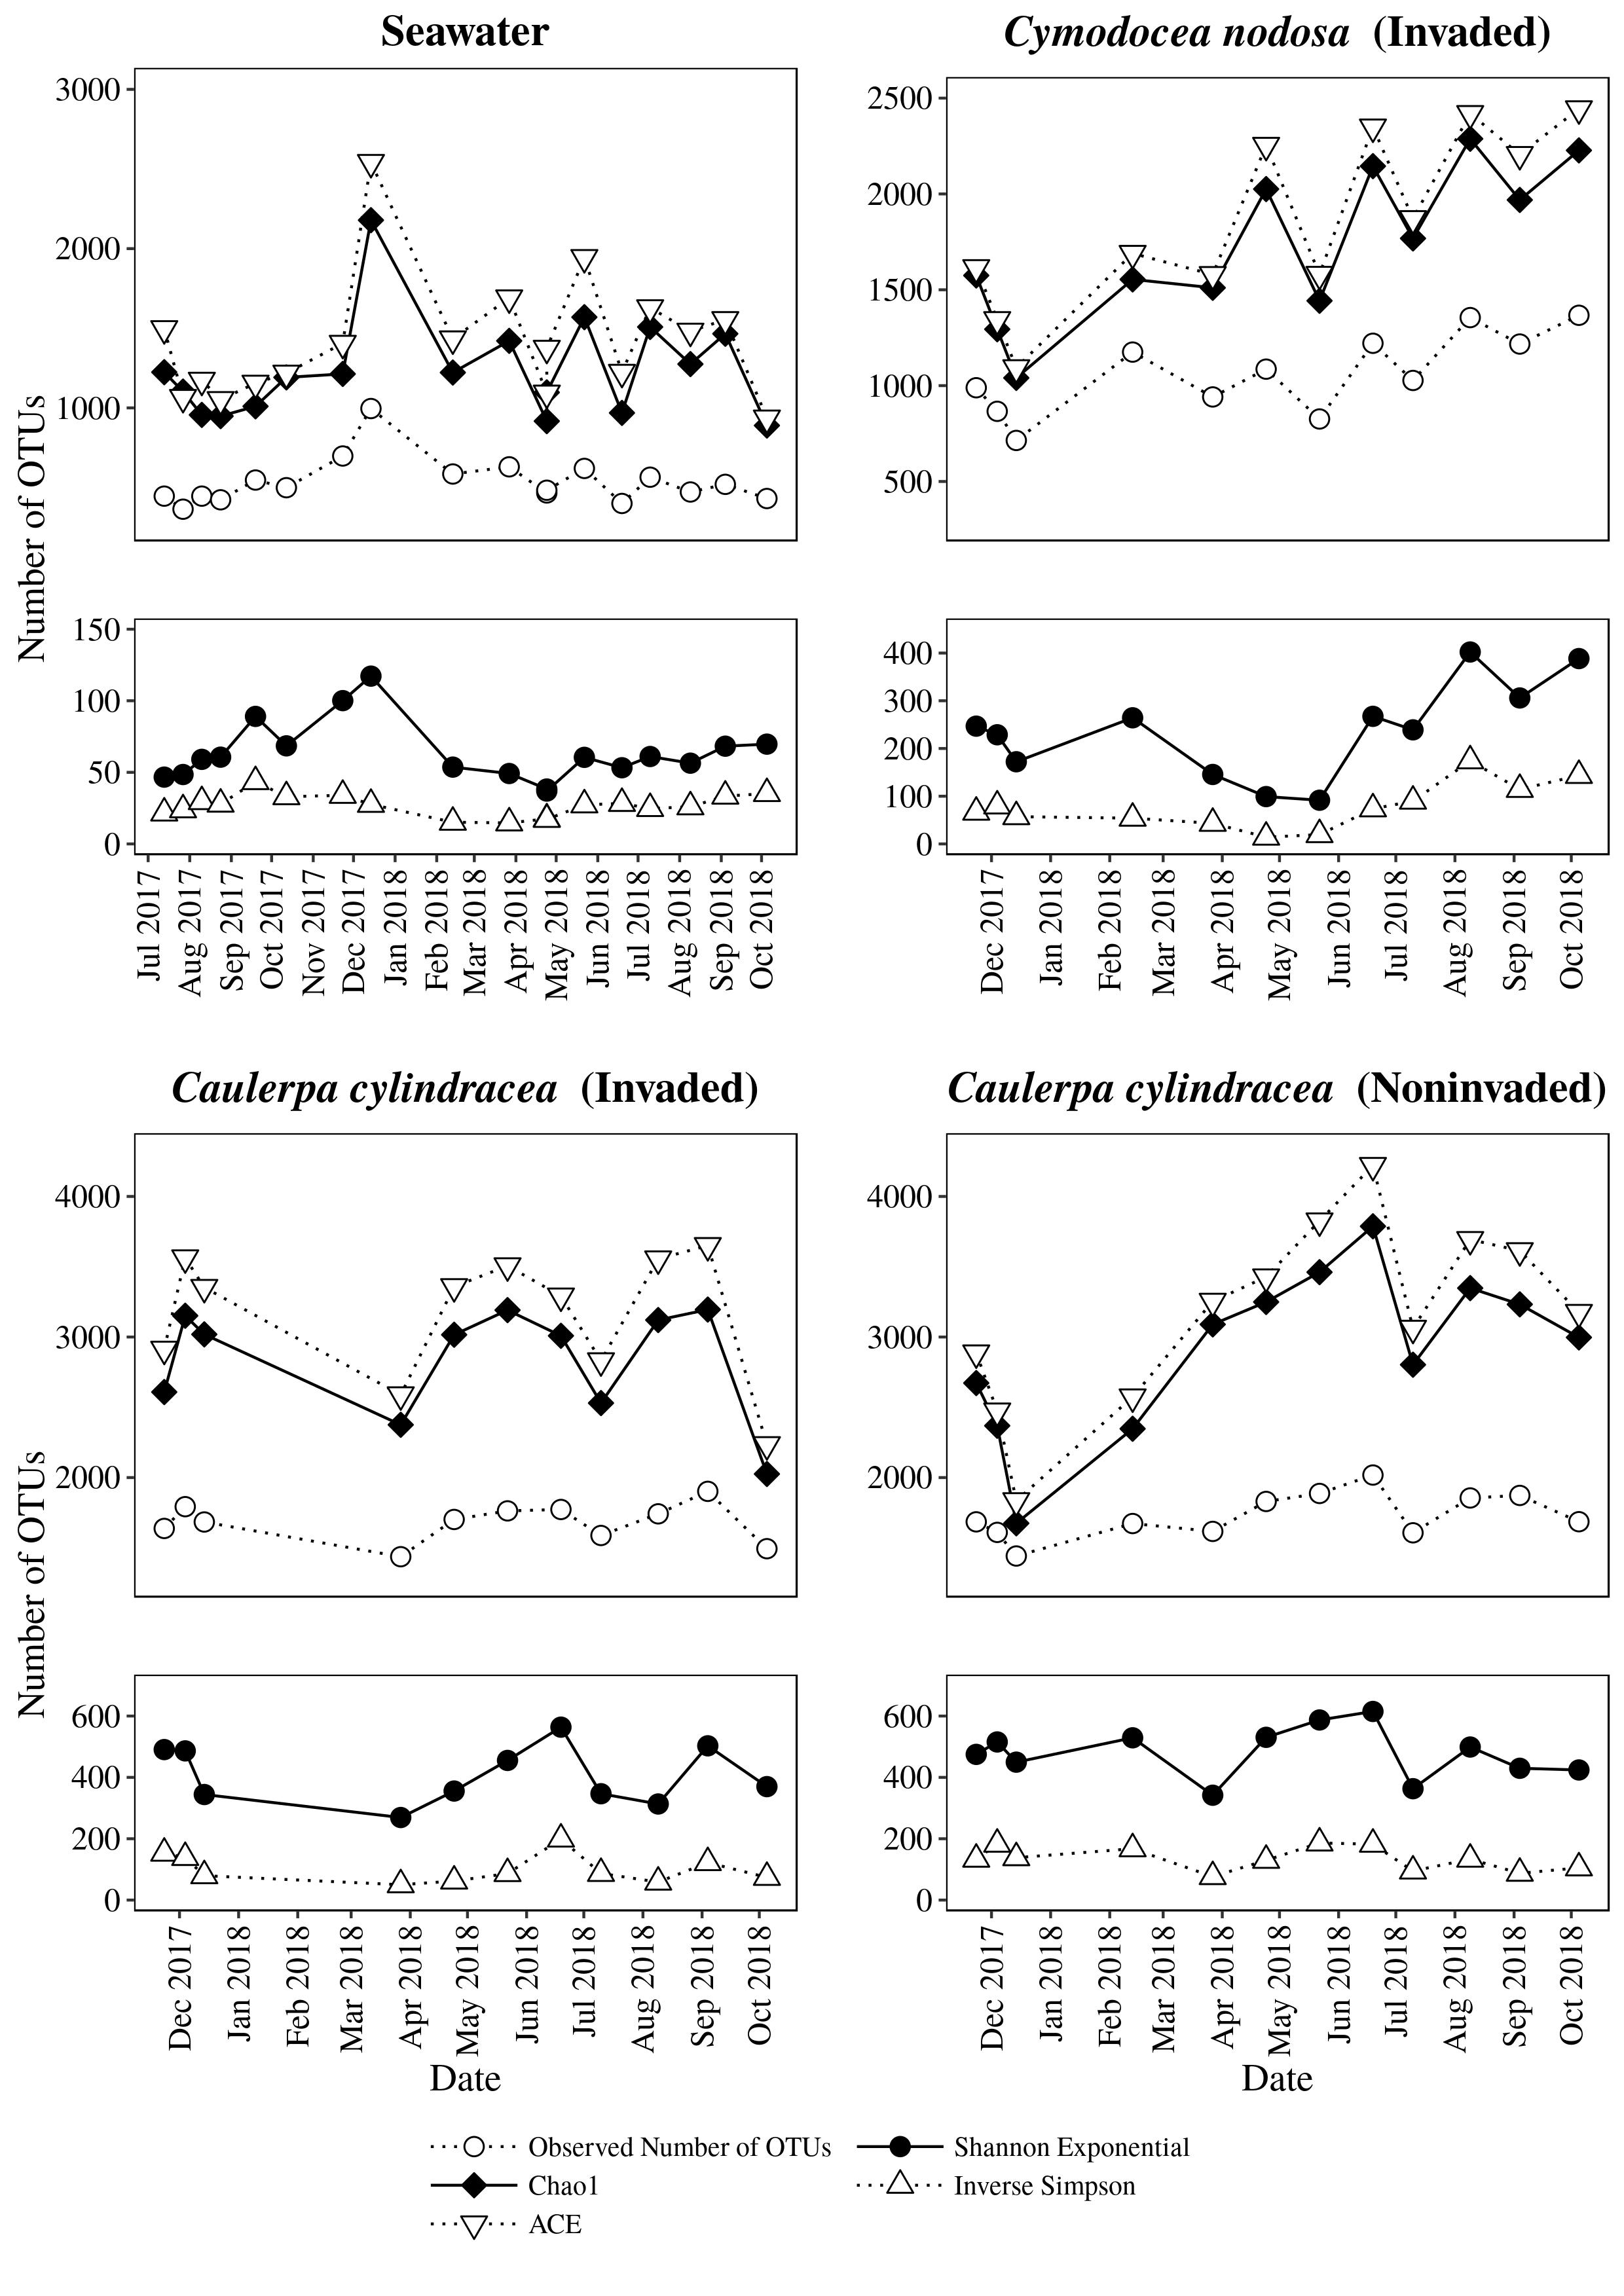 Seawater
Cymodocea nodosa (Invaded)
Number of OTUs
3000
2000
1000
2500
2000
1500
1000
500
150
100
50
0
400
300
200
100
0
Jul 2017
Aug 2017
Sep 2017
Oct 2017
Nov 2017
Dec 2017
Jan 2018
Feb 2018
Mar 2018
Apr 2018
May 2018
Jun 2018
Jul 2018
Aug 2018
Sep 2018
Oct 2018
Dec 2017
Jan 2018
Feb 2018
Mar 2018
Apr 2018
May 2018
Jun 2018
Jul 2018
Aug 2018
Sep 2018
Oct 2018
Caulerpa cylindracea (Invaded)
Caulerpa cylindracea (Noninvaded)
Number of OTUs
4000
3000
2000
4000
3000
2000
600
400
200
0
600
400
200
0
Dec 2017
Jan 2018
Feb 2018
Mar 2018
Apr 2018
May 2018
Jun 2018
Jul 2018
Aug 2018
Sep 2018
Oct 2018
Dec 2017
Jan 2018
Feb 2018
Mar 2018
Apr 2018
May 2018
Jun 2018
Jul 2018
Aug 2018
Sep 2018
Oct 2018
Date
Date
Observed Number of OTUs
Shannon Exponential
Chao1
Inverse Simpson
ACE